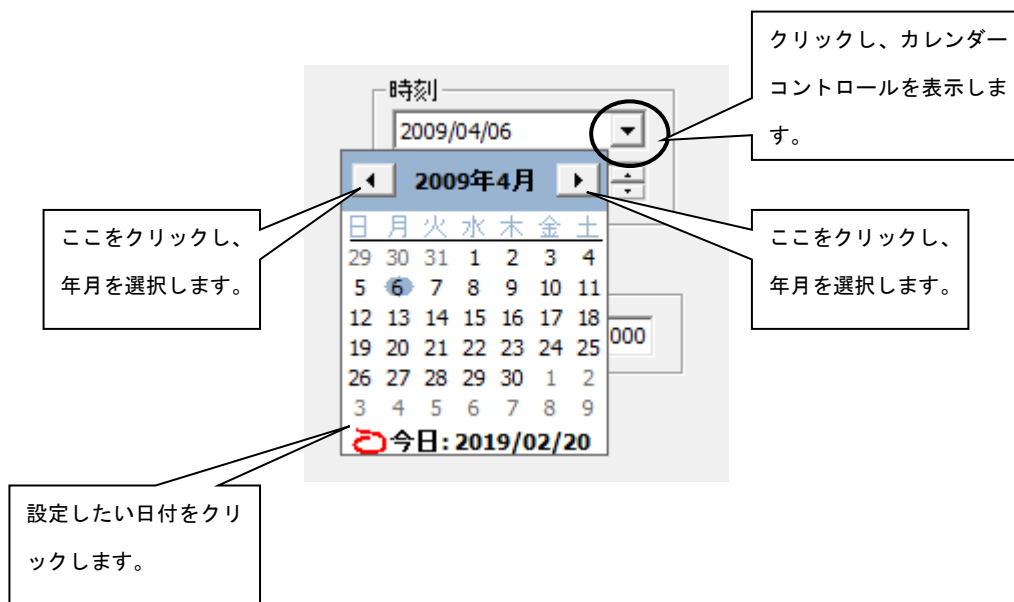 クリックし、カレンダー
コントロールを表示しま
す。
時刻
2009/04/06
2009年4月
ここをクリックし、
年月を選択します。
ここをクリックし、
年月を選択します。
日 月 火 水 木 金 土
29 30 31 1 2 3 4
5 6 7 8 9 10 11
12 13 14 15 16 17 18
19 20 21 22 23 24 25
000
26 27 28 29 30 1 2
3 4 5 6 7 8 9
今日: 2019/02/20
設定したい日付をクリ
ックします。